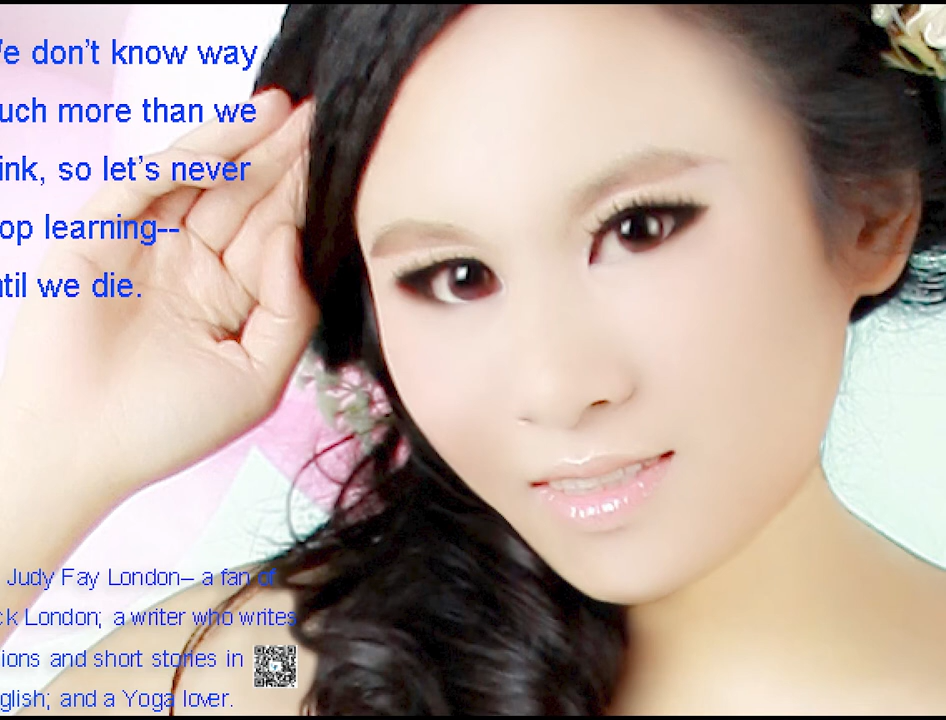 We don't know way
uch more than we
ink, so let's never
op learning--
ntil we die.
Judy Fay London– a fan of
ck London; a writer who writes
ions and short stories in
glish; and a Yoga lover.